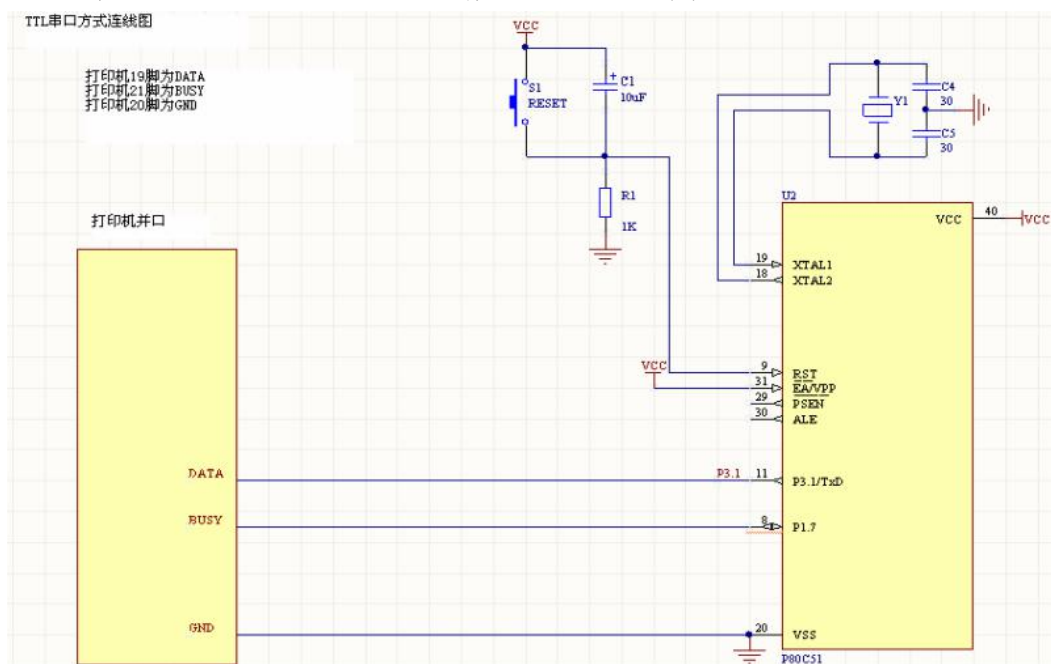 TTL串口方式连线图
打印机19脚为DATA
打印机21脚为BUSY
打印机20脚为GND
VCC
S1
RESET
+
C1
10uF
R1
1K
Y1
C4
30
C5
30
打印机并口
U2
VCC
40
VCC
19
XTAL1
18
XTAL2
VCC
9
RST
31
EA/VPP
29
PSEN
30
ALE
DATA
P3.1
11
P3.1/TxD
BUSY
8
P1.7
GND
20
VSS
P80C51